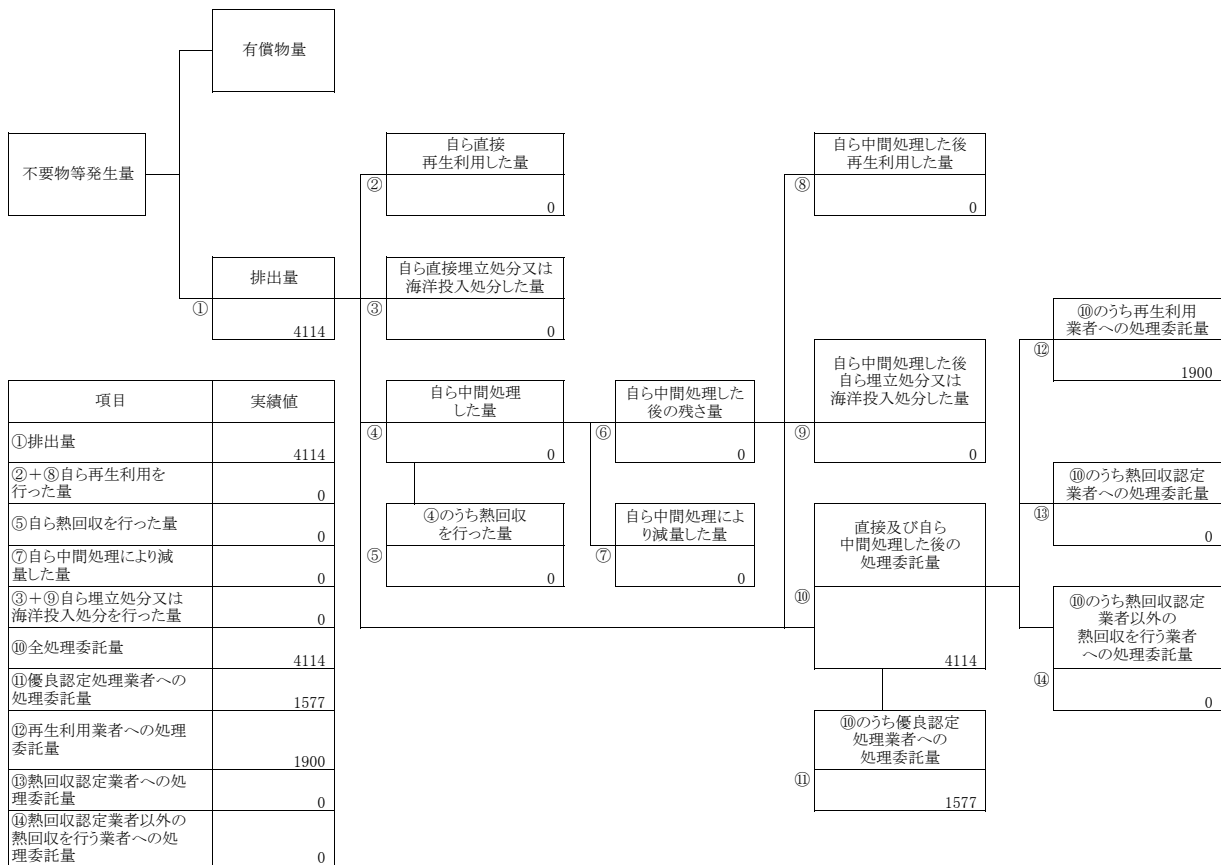 有償物量
不要物等発生量
自ら直接
再生利用した量
②
0
自ら中間処理した後
再生利用した量
⑧
0
排出量
①
4114
自ら直接埋立処分又は
海洋投入処分した量
③
0
⑩のうち再生利用
業者への処理委託量
⑫
1900
自ら中間処理
した量
④
0
自ら中間処理した
後の残さ量
⑥
0
自ら中間処理した後
自ら埋立処分又は
海洋投入処分した量
⑨
0
⑩のうち熱回収認定
業者への処理委託量
⑬
0
④のうち熱回収
を行った量
⑤
0
自ら中間処理によ
り減量した量
⑦
0
直接及び自ら
中間処理した後の
処理委託量
⑩
4114
⑩のうち熱回収認定
業者以外の
熱回収を行う業者
への処理委託量
⑭
0
⑩のうち優良認定
処理業者への
処理委託量
⑪
1577
項目
実績値
①排出量
4114
②+⑧自ら再生利用を
行った量
0
⑤自ら熱回収を行った量
0
⑦自ら中間処理により減
量した量
0
③+⑨自ら埋立処分又は
海洋投入処分を行った量
0
⑩全処理委託量
4114
⑪優良認定処理業者への
処理委託量
1577
⑫再生利用業者への処理
委託量
1900
⑬熱回収認定業者への処
理委託量
0
⑭熱回収認定業者以外の
熱回収を行う業者への処
理委託量
0